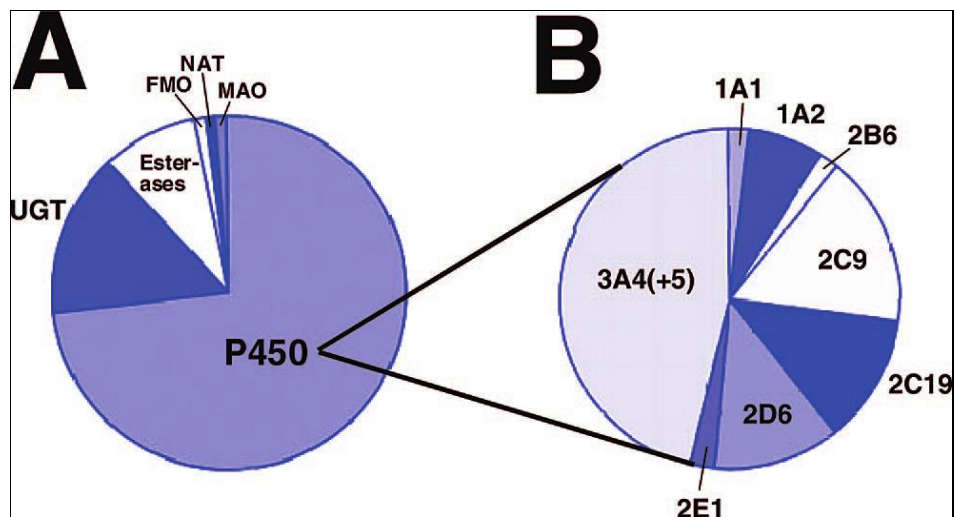 A
NAT
FMO
MAO
Ester-
ases
UGT
P450
B
1A1
1A2
2B6
2C9
3A4(+5)
2C19
2D6
2E1